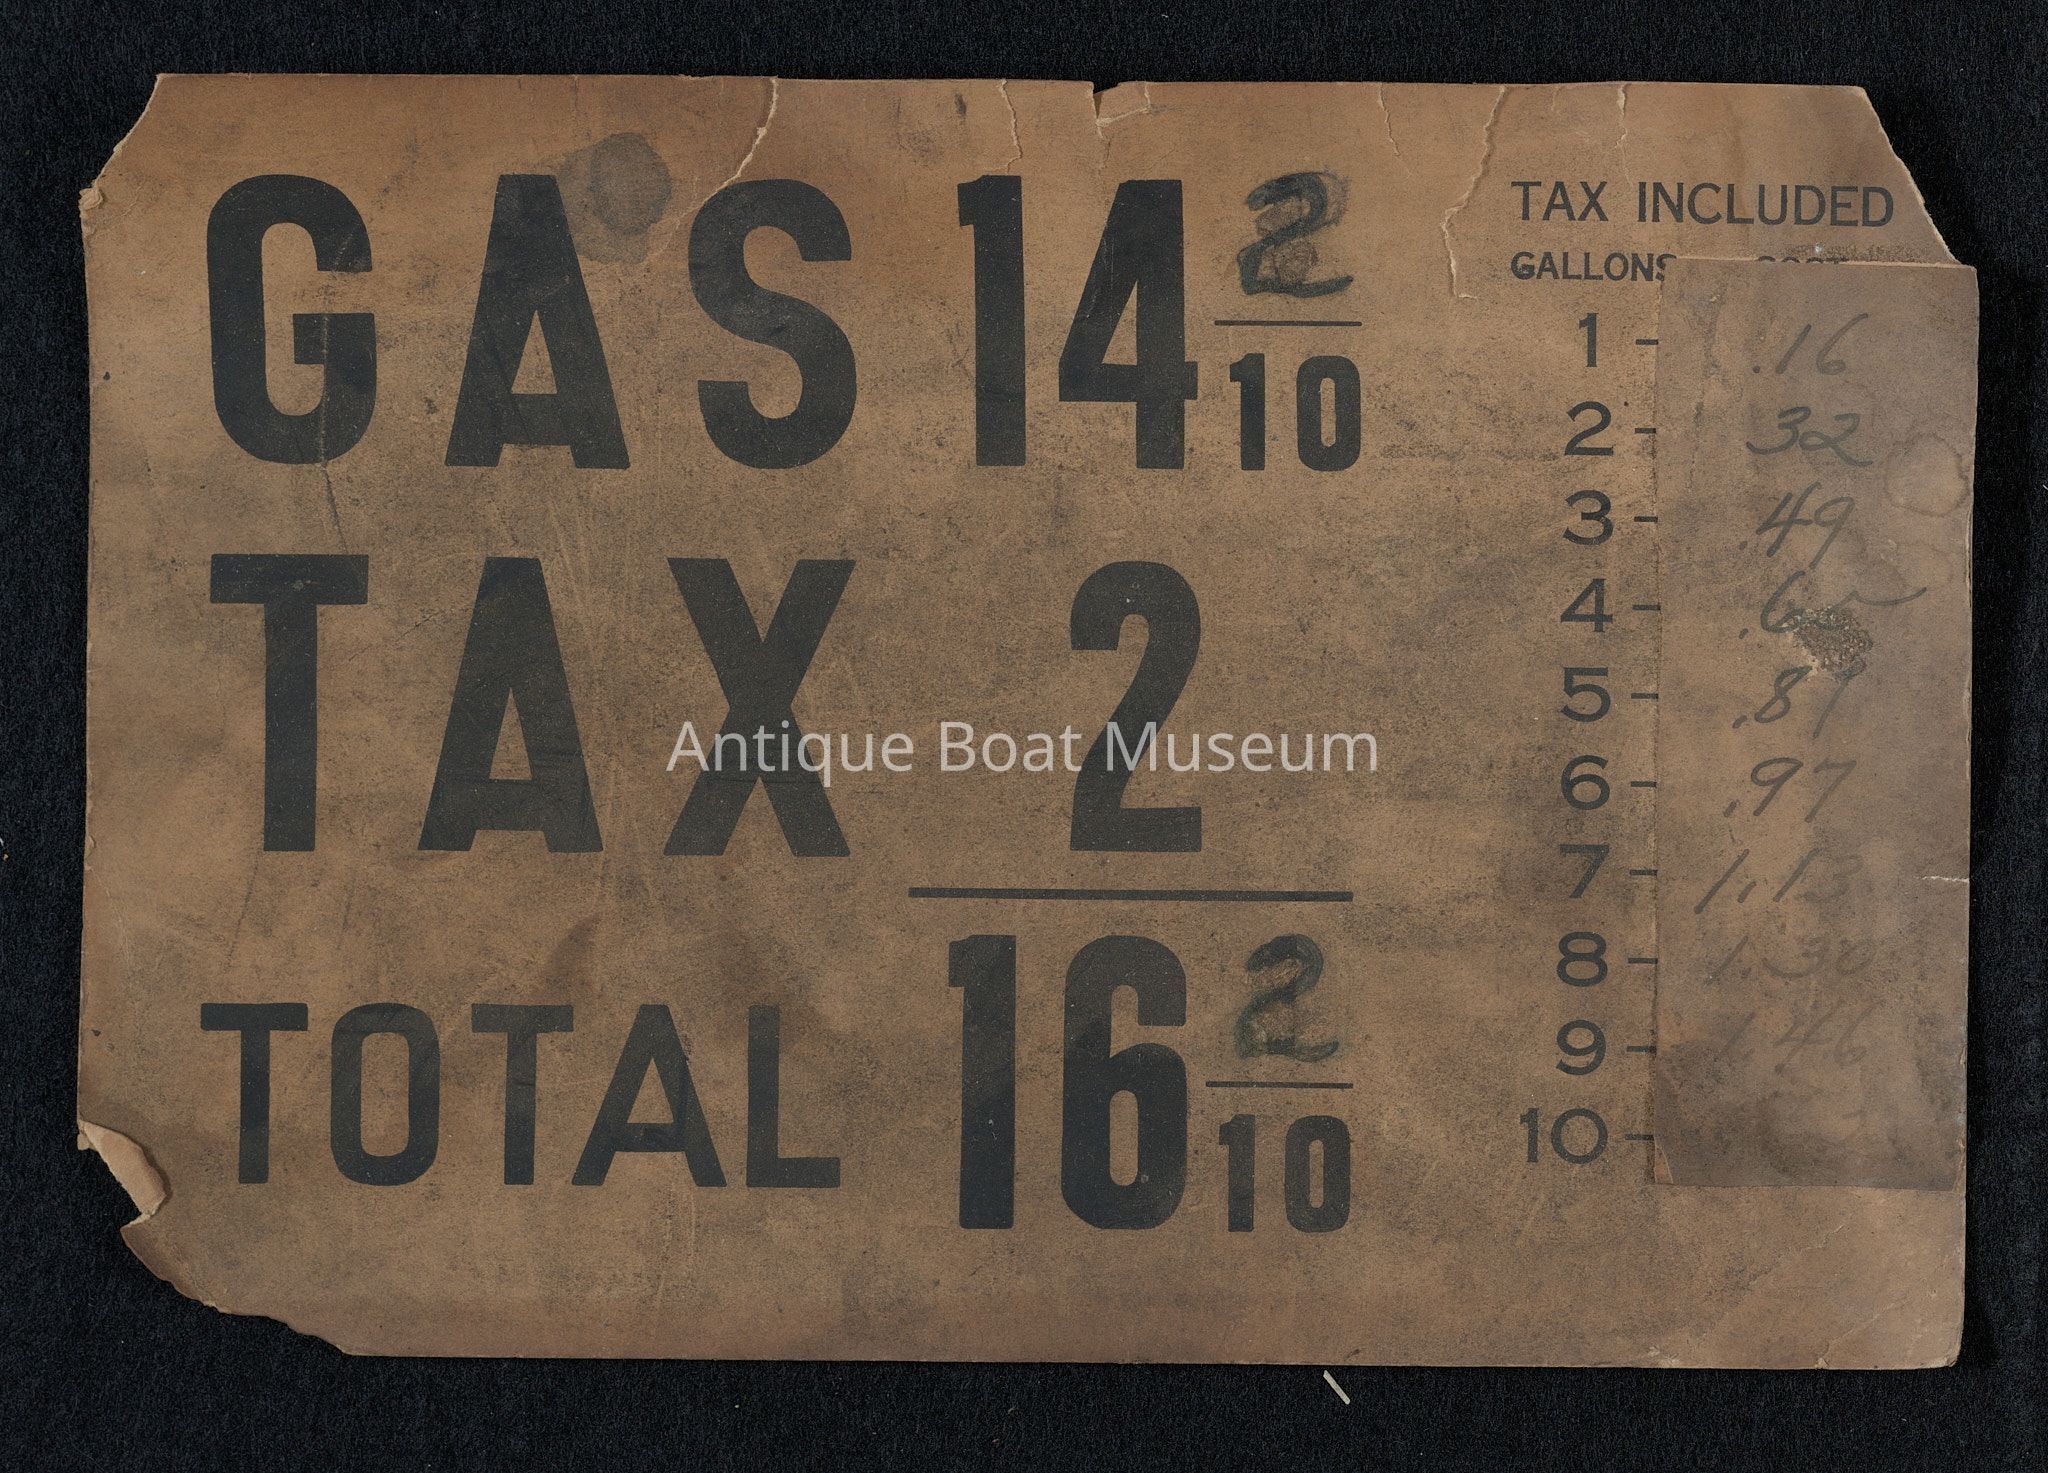 GAS 14 2/10
TAX 2
TOTAL 16 2/10
TAX INCLUDED
GALLONS
1 - .16
2 - .32
3 - .49
4 -
5 - .81
6 - .97
7 - 1.13
8 - 1.30
9 - 1.46
10 -
Antique Boat Museum